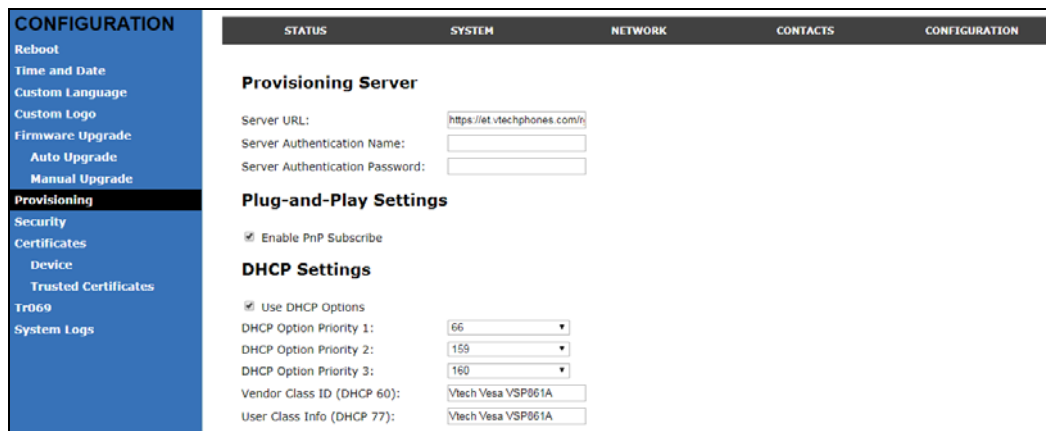 CONFIGURATION
Reboot
Time and Date
Custom Language
Custom Logo
Firmware Upgrade
Auto Upgrade
Manual Upgrade
Provisioning
Security
Certificates
Device
Trusted Certificates
Tr069
System Logs
STATUS SYSTEM NETWORK CONTACTS CONFIGURATION
Provisioning Server
Server URL: https://et.vtechphones.com/
Server Authentication Name:
Server Authentication Password:
Plug-and-Play Settings
Enable PnP Subscribe
DHCP Settings
Use DHCP Options
DHCP Option Priority 1: 66
DHCP Option Priority 2: 159
DHCP Option Priority 3: 160
Vendor Class ID (DHCP 60): Vtech Vesa VSP861A
User Class Info (DHCP 77): Vtech Vesa VSP861A